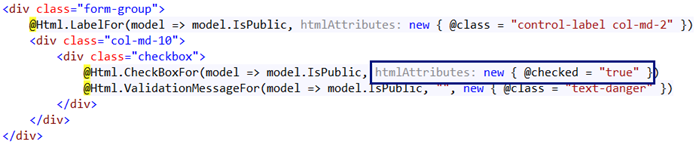 <div class="form-group">
@Html.LabelFor(model => model.IsPublic, htmlAttributes: new { @class = "control-label col-md-2" })
<div class="col-md-10">
<div class="checkbox">
@Html.CheckBoxFor(model => model.IsPublic, htmlAttributes: new { @checked = "true" })
@Html.ValidationMessageFor(model => model.IsPublic, "", new { @class = "text-danger" })
</div>
</div>
</div>